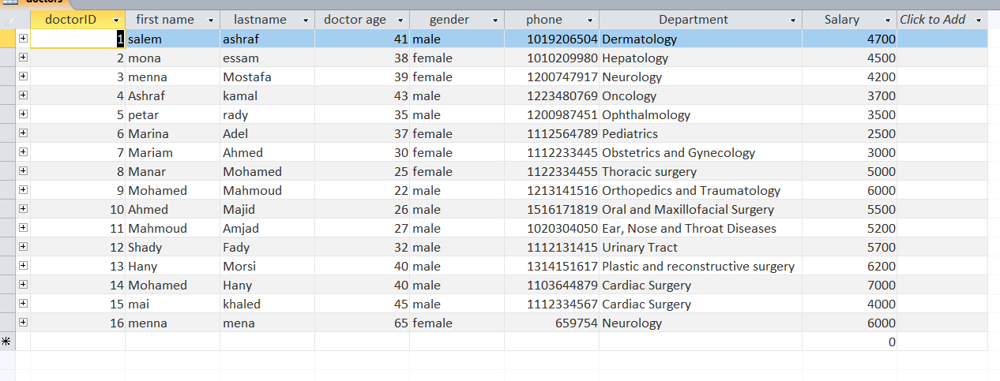 doctors
doctorID first name lastname doctor age gender phone Department Salary Click to Add
1 salem ashraf 41 male 1019206504 Dermatology 4700
2 mona essam 38 female 1010209980 Hepatology 4500
3 menna Mostafa 39 female 1200747917 Neurology 4200
4 Ashraf kamal 43 male 1223480769 Oncology 3700
5 petar rady 35 male 1200987451 Ophthalmology 3500
6 Marina Adel 37 female 1112564789 Pediatrics 2500
7 Mariam Ahmed 30 female 1112233445 Obstetrics and Gynecology 3000
8 Manar Mohamed 25 female 1122334455 Thoracic surgery 5000
9 Mohamed Mahmoud 22 male 1213141516 Orthopedics and Traumatology 6000
10 Ahmed Majid 26 male 1516171819 Oral and Maxillofacial Surgery 5500
11 Mahmoud Amjad 27 male 1020304050 Ear, Nose and Throat Diseases 5200
12 Shady Fady 32 male 1112131415 Urinary Tract 5700
13 Hany Morsi 40 male 1314151617 Plastic and reconstructive surgery 6200
14 Mohamed Hany 40 male 1103644879 Cardiac Surgery 7000
15 mai khaled 45 male 1112334567 Cardiac Surgery 4000
16 menna mena 65 female 659754 Neurology 6000
0